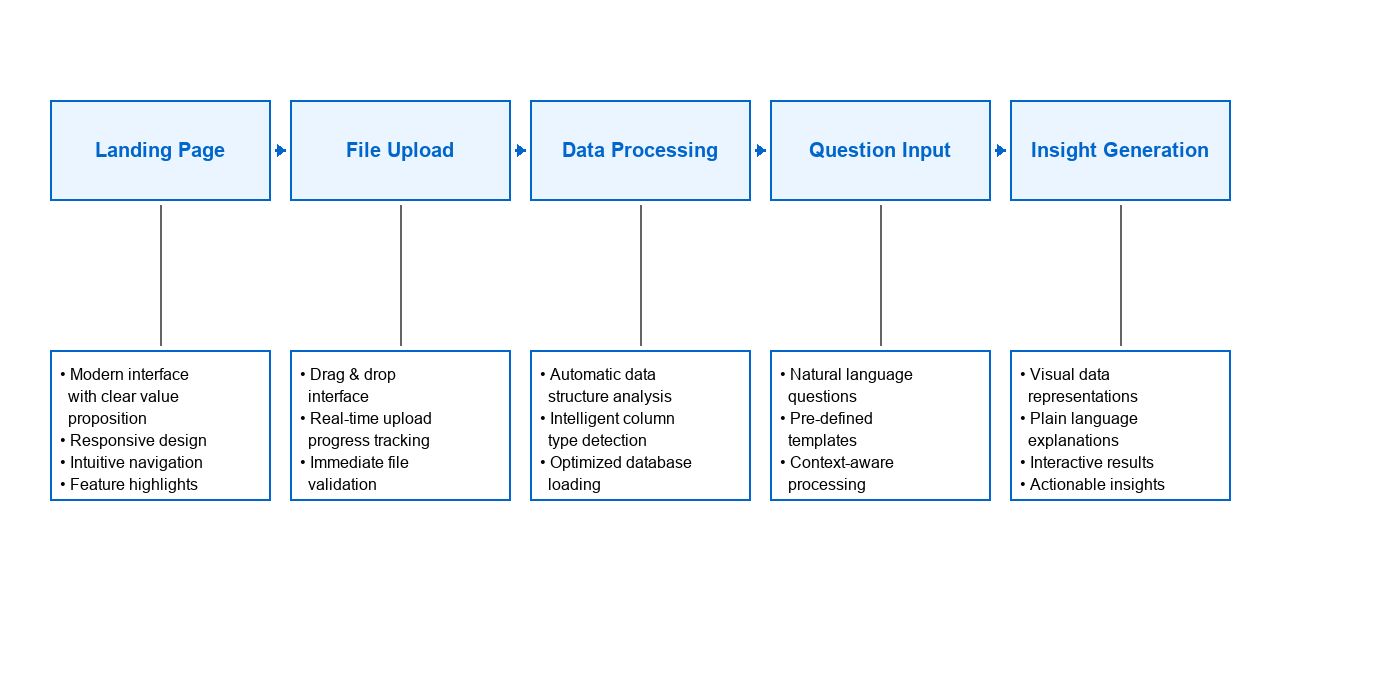 Landing Page
File Upload
Data Processing
Question Input
Insight Generation
• Modern interface
with clear value
proposition
• Responsive design
• Intuitive navigation
• Feature highlights
• Drag & drop
interface
• Real-time upload
progress tracking
• Immediate file
validation
• Automatic data
structure analysis
• Intelligent column
type detection
• Optimized database
loading
• Natural language
questions
• Pre-defined
templates
• Context-aware
processing
• Visual data
representations
• Plain language
explanations
• Interactive results
• Actionable insights